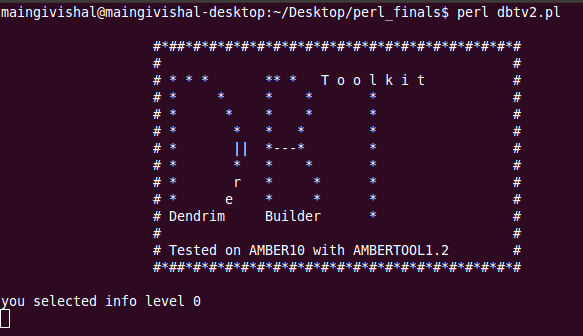 maingivishal@maingivishal-desktop:~/Desktop/perl_finals$ perl dbtv2.pl
#*##*#*#*#*#*#*#*#*#*#*#*#*#*#*#*#*#*#*#*#*#*#
#                                            #
# * * *       ** *   T o o l k i t           #
# *     *     *    *       *                 #
# *      *    *    *       *                 #
# *       *   *   *        *                 #
# *       ||  *---*        *                 #
# *       *   *    *       *                 #
# *       r   *     *      *                 #
# *      e    *     *      *                 #
# Dendrim     Builder      *                 #
#                                            #
# Tested on AMBER10 with AMBERTOOL1.2        #
#*##*#*#*#*#*#*#*#*#*#*#*#*#*#*#*#*#*#*#*#*#*#
you selected info level 0